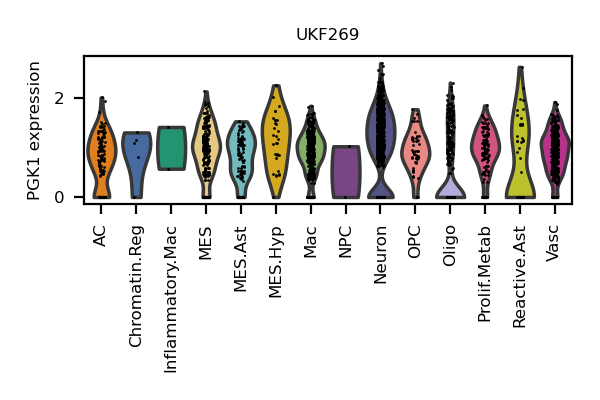 UKF269
PGK1 expression
2
0
AC
Chromatin.Reg
Inflammatory.Mac
MES
MES.Ast
MES.Hyp
Mac
NPC
Neuron
OPC
Oligo
Prolif.Metab
Reactive.Ast
Vasc